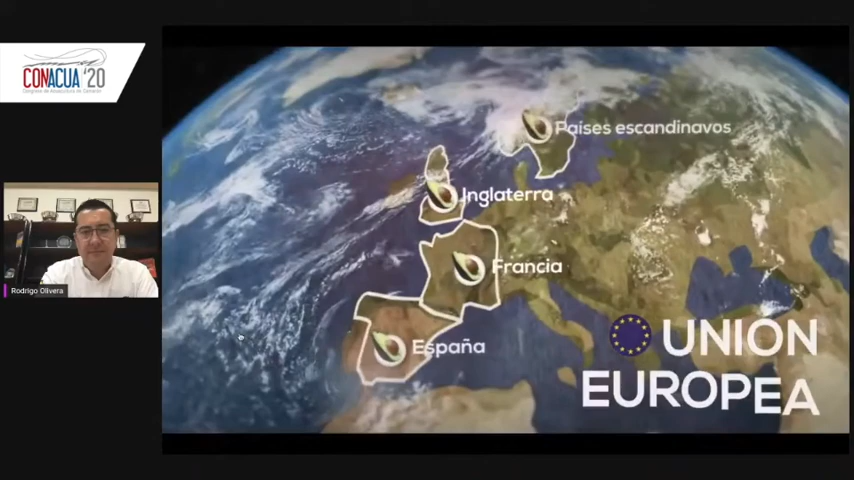 CONACUA '20
Rodrigo Olivera
Países escandinavos
Inglaterra
Francia
España
UNION
EUROPEA